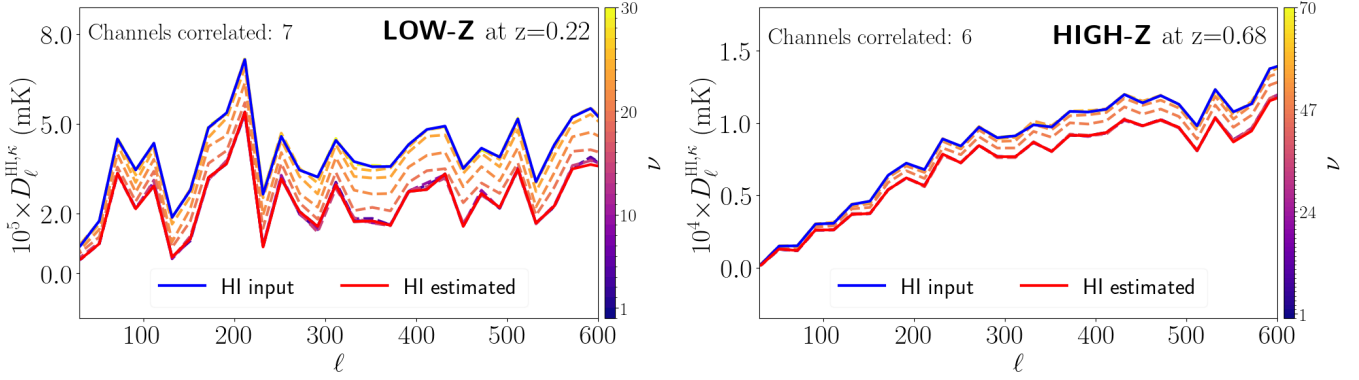 Channels correlated: 7
LOW-Z at z=0.22
10^5×D_ℓ^{HI,κ} (mK)
8.0
5.0
2.0
0.0
HI input
HI estimated
100
200
300
400
500
600
ℓ
30
20
10
1
ν
Channels correlated: 6
HIGH-Z at z=0.68
10^4×D_ℓ^{HI,κ} (mK)
1.5
1.0
0.5
0.0
HI input
HI estimated
100
200
300
400
500
600
ℓ
70
47
24
1
ν